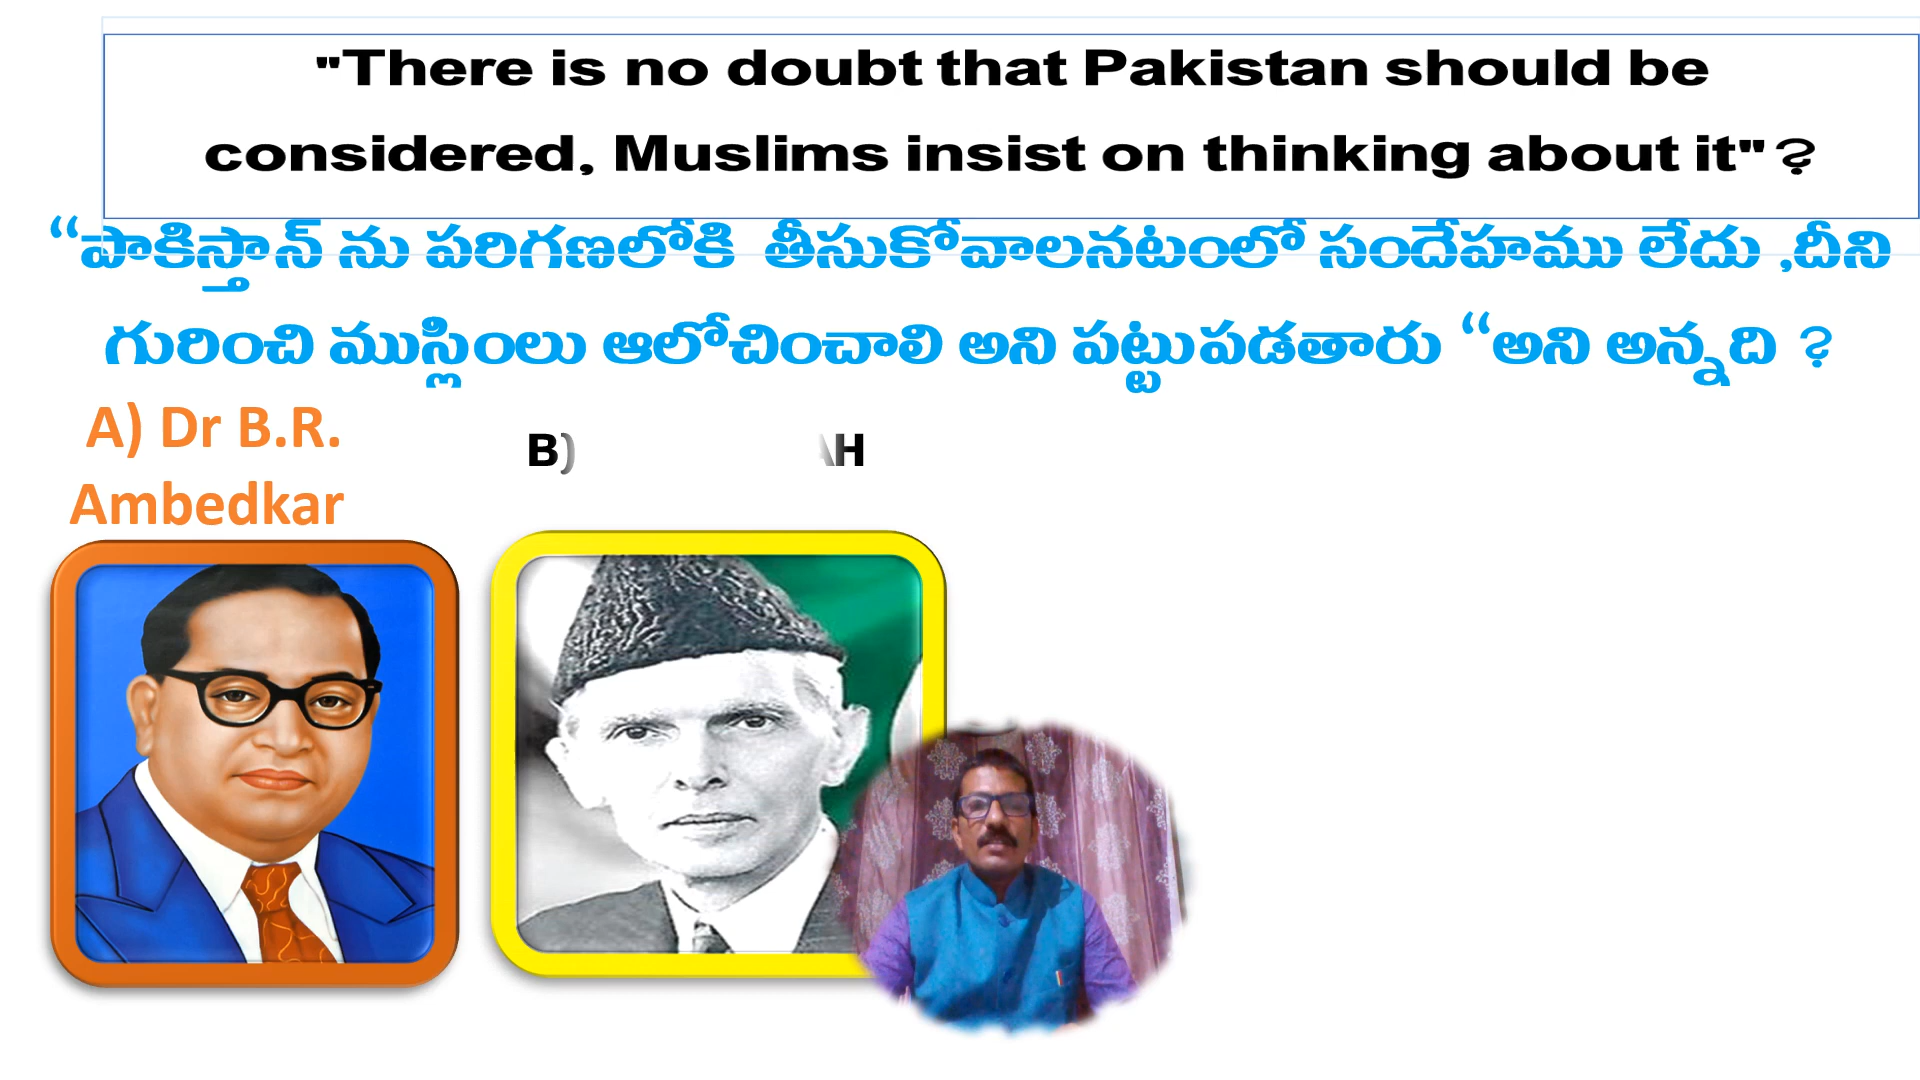 "There is no doubt that Pakistan should be
considered, Muslims insist on thinking about it" ?
“పాకిస్తాన్ ను పరిగణలోకి తీసుకోవాలనటంలో సందేహము లేదు ,దీని
గురించి ముస్లింలు ఆలోచించాలి అని పట్టుపడతారు “అని అన్నది ?
A) Dr B.R.
Ambedkar
B) AH